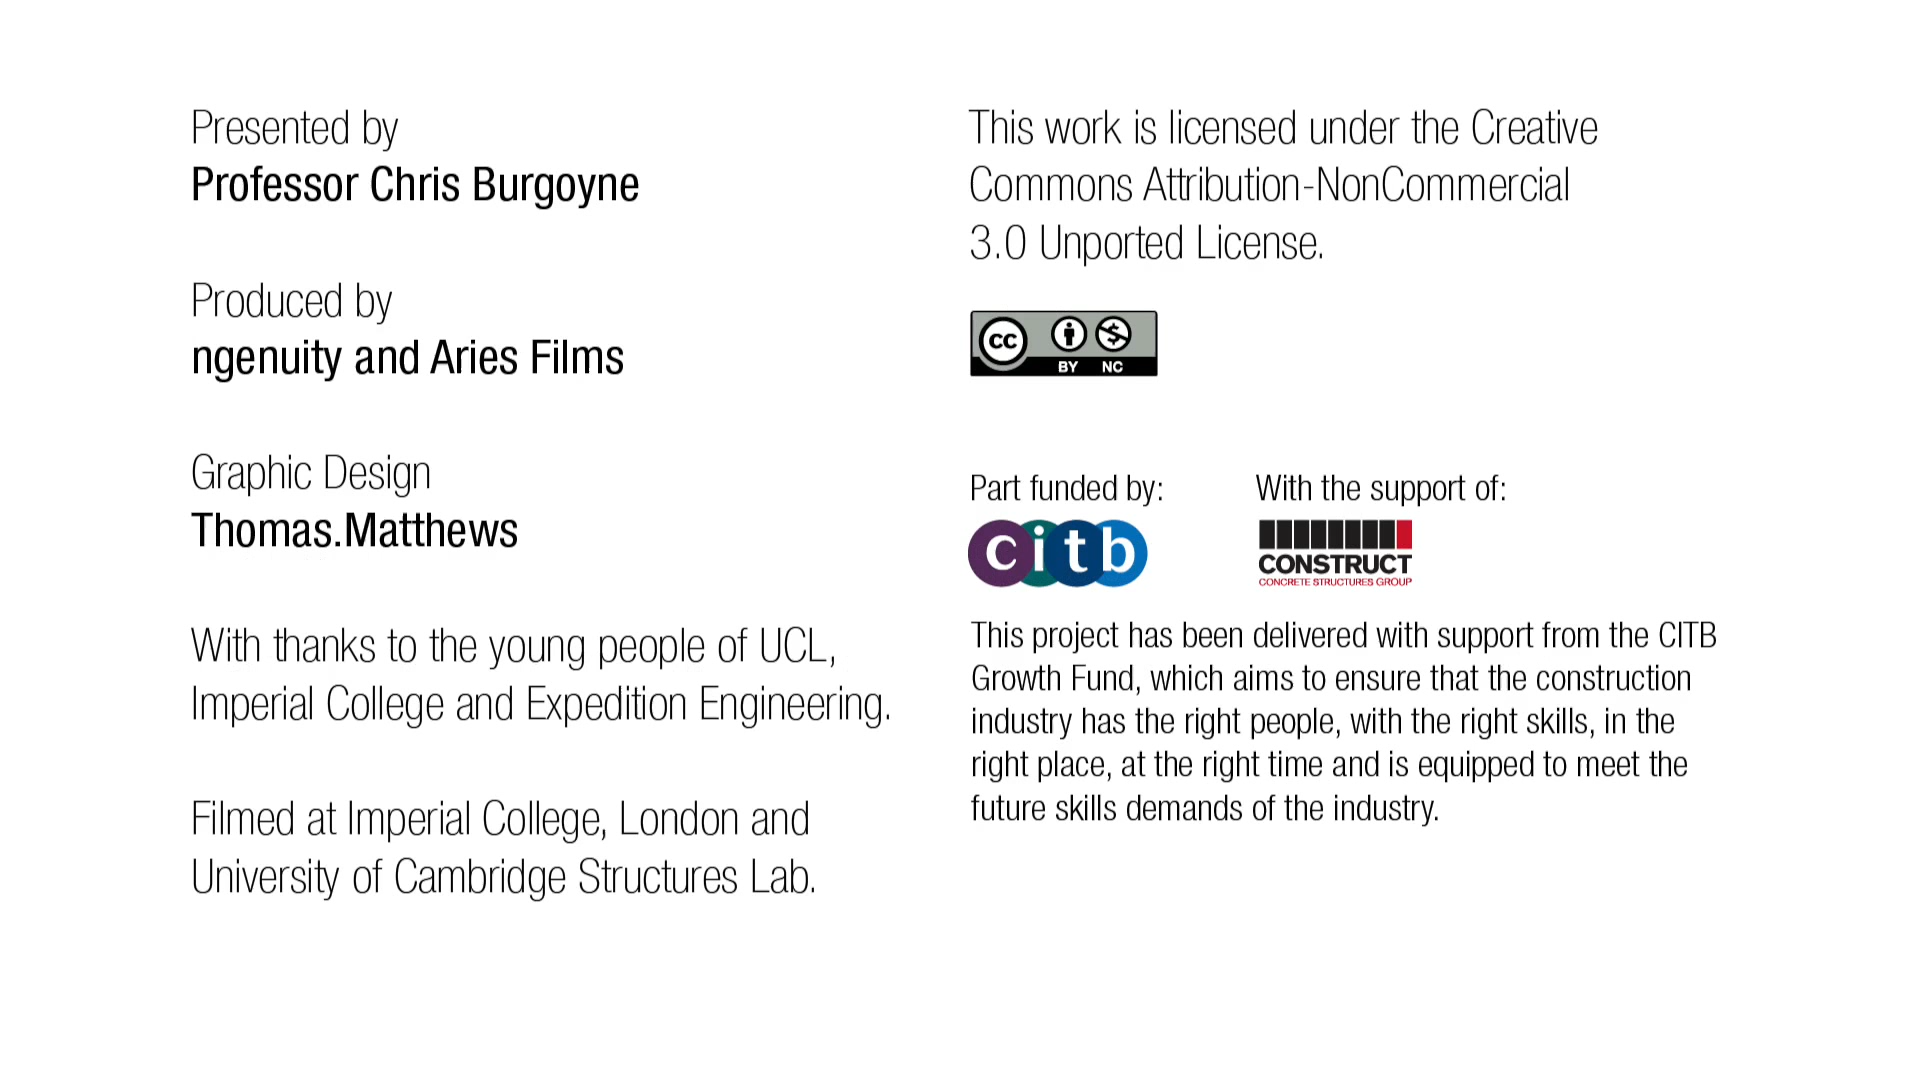 Presented by
Professor Chris Burgoyne
Produced by
ngenuity and Aries Films
Graphic Design
Thomas.Matthews
With thanks to the young people of UCL,
Imperial College and Expedition Engineering.
Filmed at Imperial College, London and
University of Cambridge Structures Lab.
This work is licensed under the Creative
Commons Attribution-NonCommercial
3.0 Unported License.
cc
BY NC
Part funded by:
citb
With the support of:
CONSTRUCT
CONCRETE STRUCTURES GROUP
This project has been delivered with support from the CITB
Growth Fund, which aims to ensure that the construction
industry has the right people, with the right skills, in the
right place, at the right time and is equipped to meet the
future skills demands of the industry.